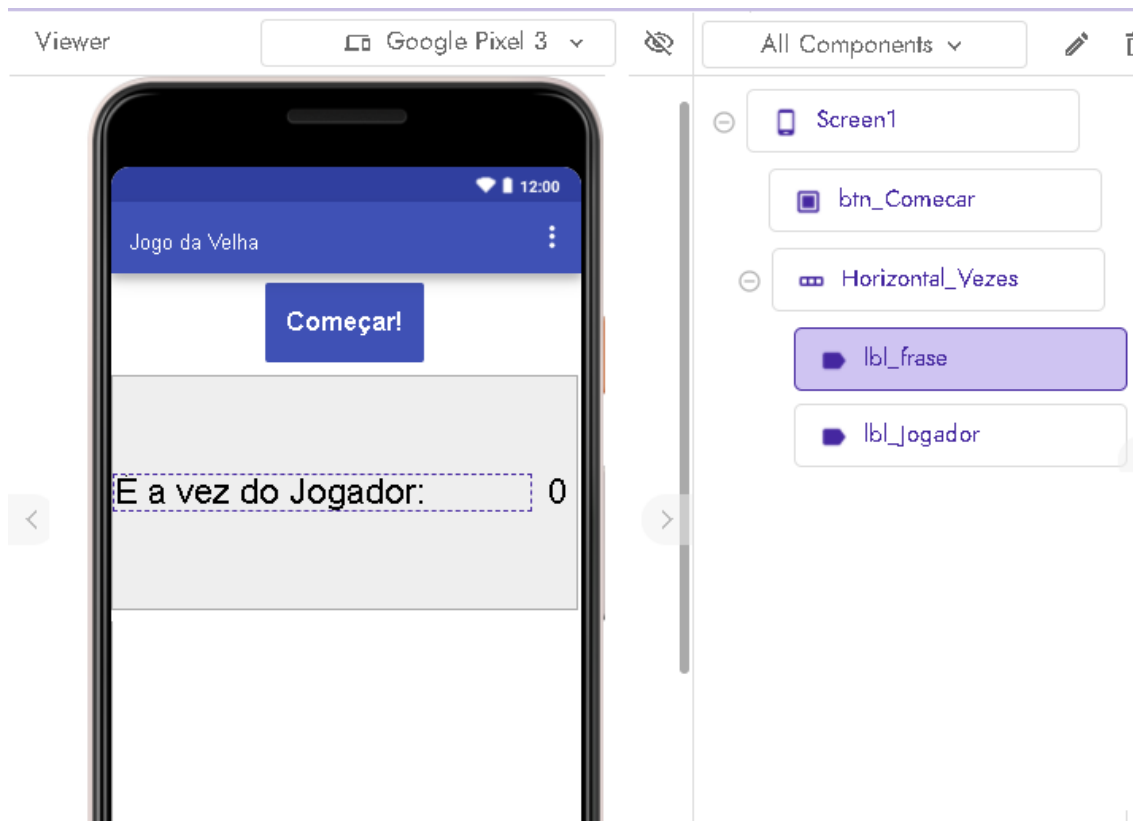 Viewer
Google Pixel 3
All Components
12:00
Jogo da Velha
Começar!
É a vez do Jogador: 0
Screen1
btn_Comecar
Horizontal_Vezes
lbl_frase
lbl_Jogador